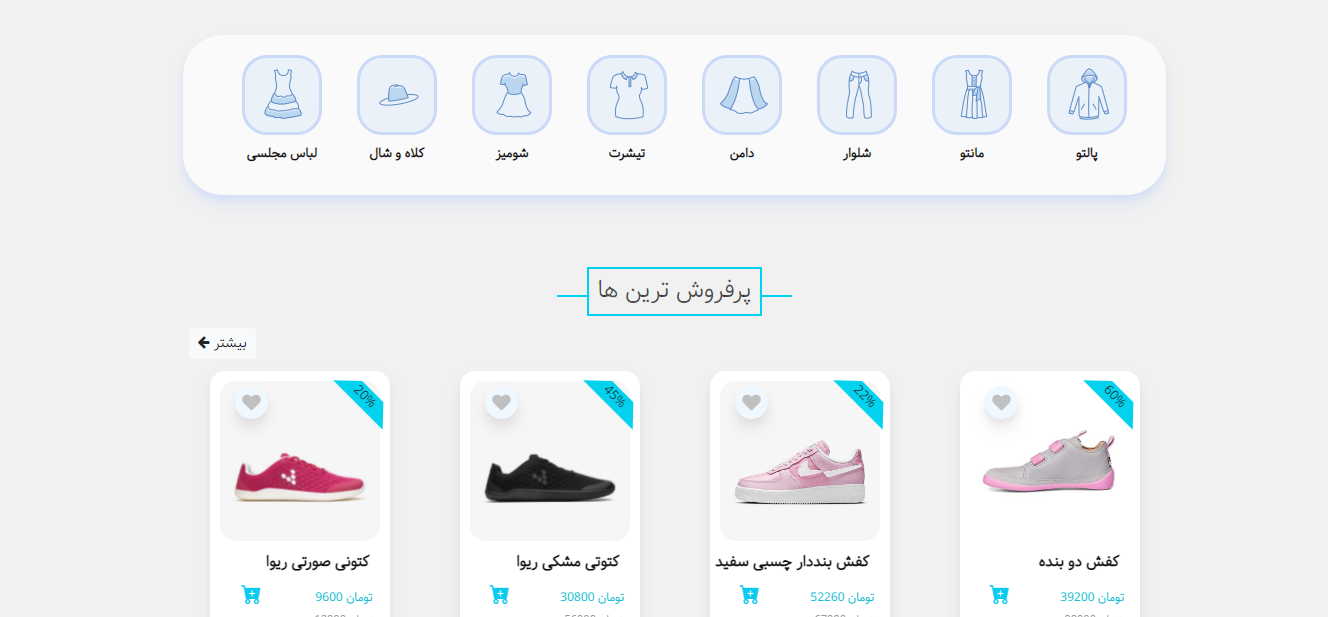 پالتو
مانتو
شلوار
دامن
تیشرت
شومیز
کلاه و شال
لباس مجلسی
پرفروش ترین ها
بیشتر
60%
22%
45%
20%
کفش دو بنده
کفش بنددار چسبی سفید
کتوتی مشکی ریوا
کتونی صورتی ریوا
39200 تومان
52260 تومان
30800 تومان
9600 تومان